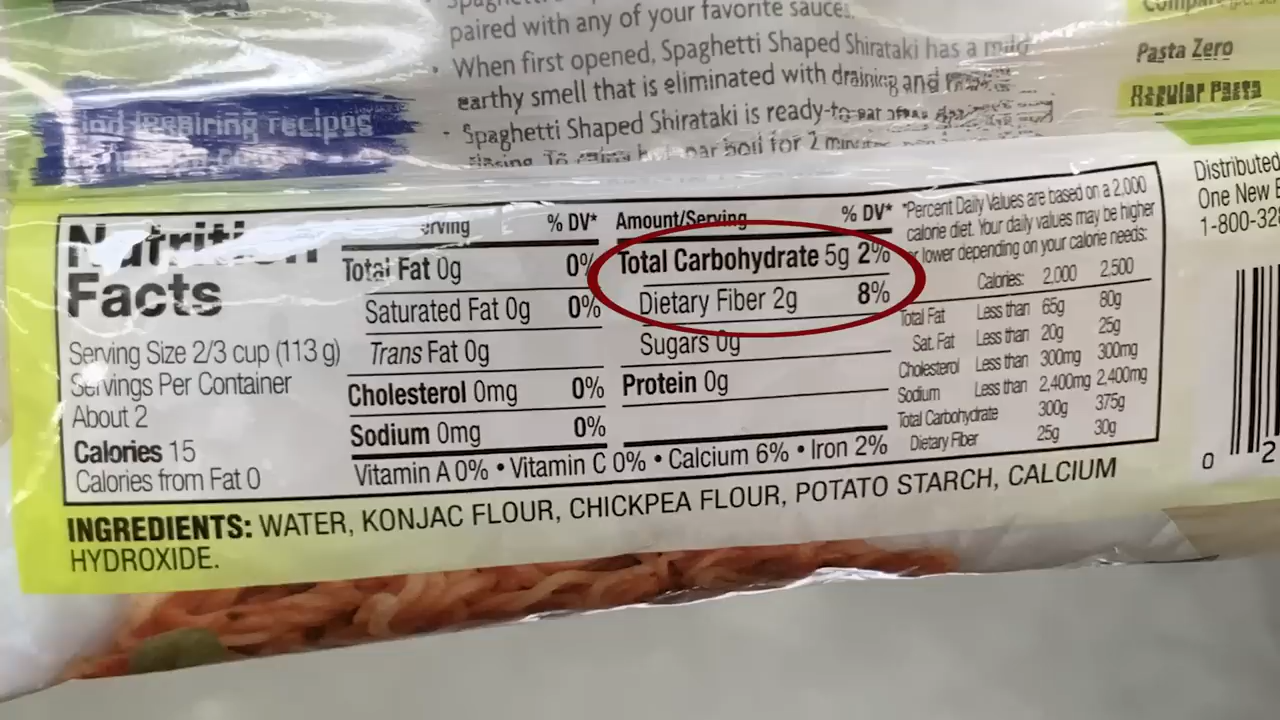 paired with any of your favorite sauces.
• When first opened, Spaghetti Shaped Shirataki has a mild
earthy smell that is eliminated with draining and
• Spaghetti Shaped Shirataki is ready-to-eat after
boil for 2
Find inspiring recipes
Pasta Zero
Regular Pasta
Distributed
One New
1-800-32
Nutrition
Facts
Serving Size 2/3 cup (113 g)
Servings Per Container
About 2
Calories 15
Calories from Fat 0
% DV*
Total Fat 0g 0%
Saturated Fat 0g 0%
Trans Fat 0g
Cholesterol 0mg 0%
Sodium 0mg 0%
Amount/Serving % DV*
Total Carbohydrate 5g 2%
Dietary Fiber 2g 8%
Sugars 0g
Protein 0g
Vitamin A 0% • Vitamin C 0% • Calcium 6% • Iron 2%
*Percent Daily Values are based on a 2,000
calorie diet. Your daily values may be higher
or lower depending on your calorie needs:
Calories: 2,000 2,500
Total Fat Less than 65g 80g
Sat. Fat Less than 20g 25g
Cholesterol Less than 300mg 300mg
Sodium Less than 2,400mg 2,400mg
Total Carbohydrate 300g 375g
Dietary Fiber 25g 30g
INGREDIENTS: WATER, KONJAC FLOUR, CHICKPEA FLOUR, POTATO STARCH, CALCIUM
HYDROXIDE.
0 2